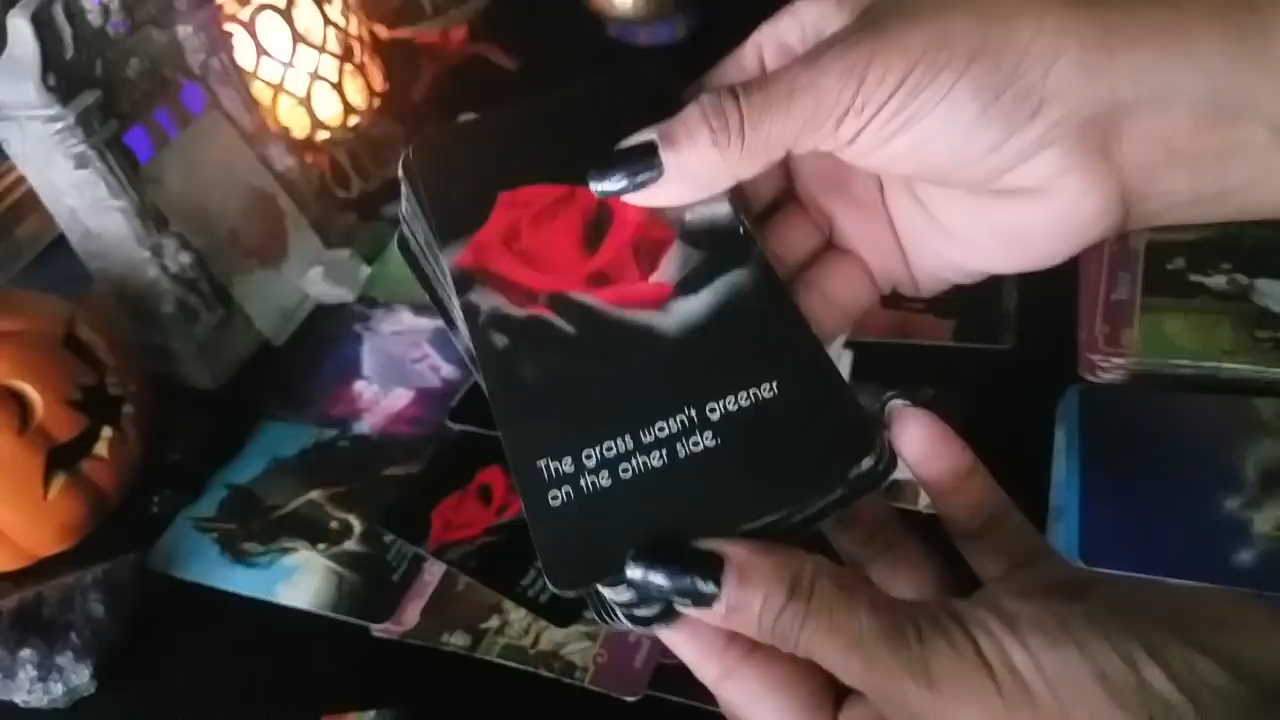 The grass wasn't greener
on the other side.